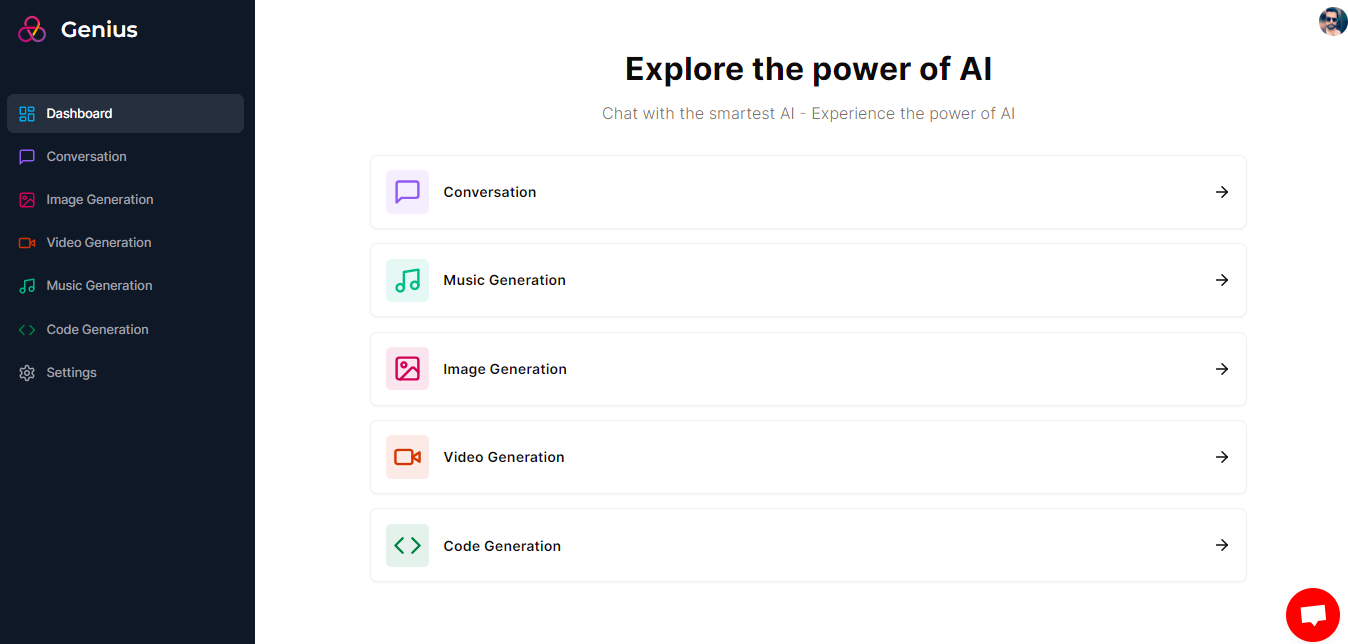 Genius
Dashboard
Conversation
Image Generation
Video Generation
Music Generation
Code Generation
Settings
Explore the power of AI
Chat with the smartest AI - Experience the power of AI
Conversation
Music Generation
Image Generation
Video Generation
Code Generation